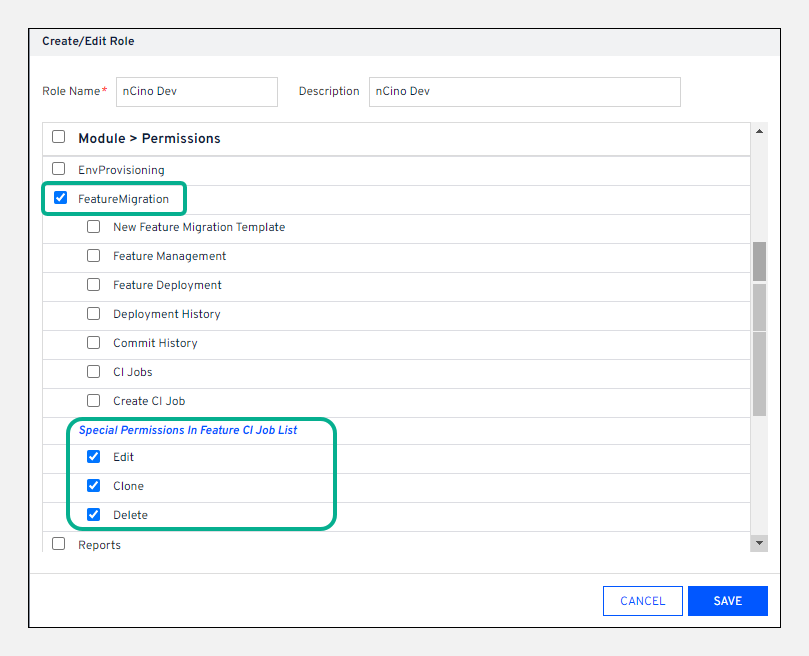 Create/Edit Role
Role Name* nCino Dev Description nCino Dev
Module > Permissions
EnvProvisioning
FeatureMigration
New Feature Migration Template
Feature Management
Feature Deployment
Deployment History
Commit History
CI Jobs
Create CI Job
Special Permissions In Feature CI Job List
Edit
Clone
Delete
Reports
CANCEL SAVE